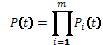 P(t) = ∏_{i=1}^{m} P_i(t)